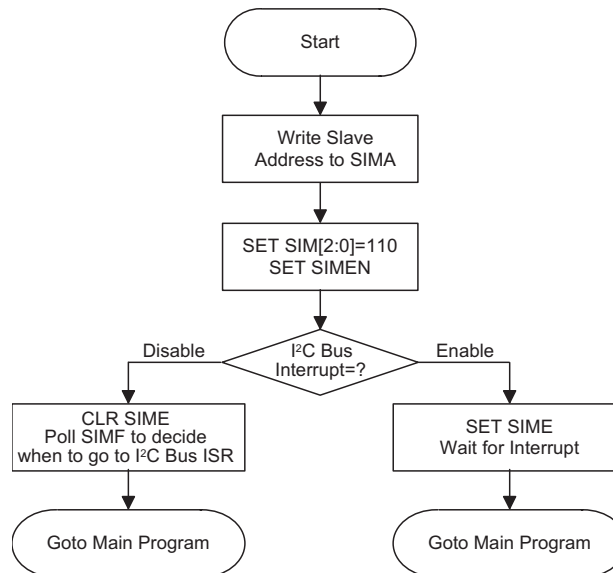 Start
Write Slave
Address to SIMA
SET SIM[2:0]=110
SET SIMEN
I²C Bus
Interrupt=?
Disable
Enable
CLR SIME
Poll SIMF to decide
when to go to I²C Bus ISR
SET SIME
Wait for Interrupt
Goto Main Program
Goto Main Program